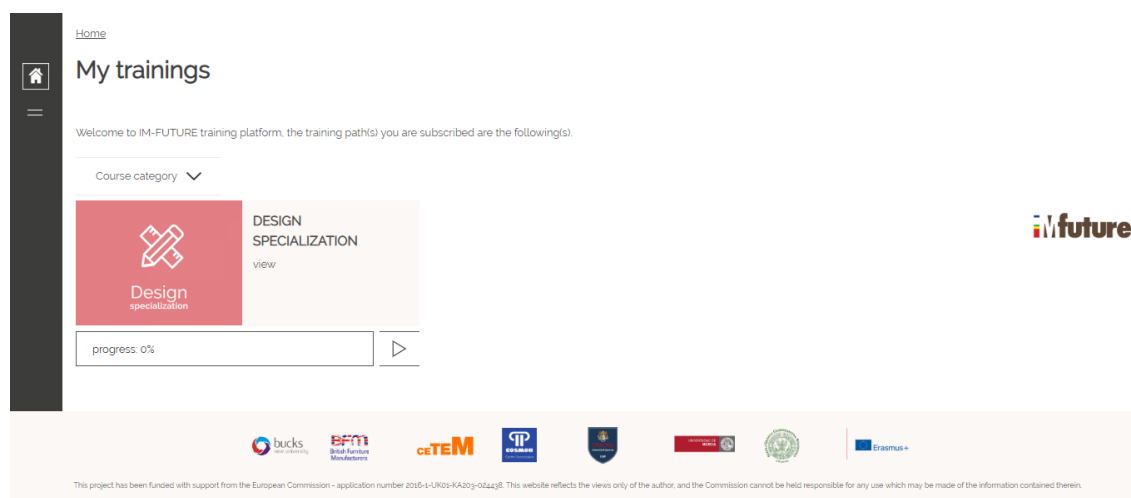 Home
My trainings
Welcome to IM-FUTURE training platform, the training path(s) you are subscribed are the following(s).
Course category
Design
specialization
DESIGN
SPECIALIZATION
view
progress: 0%
iMfuture
bucks
new university
BFM
British Furniture
Manufacturers
CETEM
COSMOB
UNIVERSIDAD DE
MURCIA
Erasmus+
This project has been funded with support from the European Commission - application number 2016-1-UK01-KA203-024438. This website reflects the views only of the author, and the Commission cannot be held responsible for any use which may be made of the information contained therein.